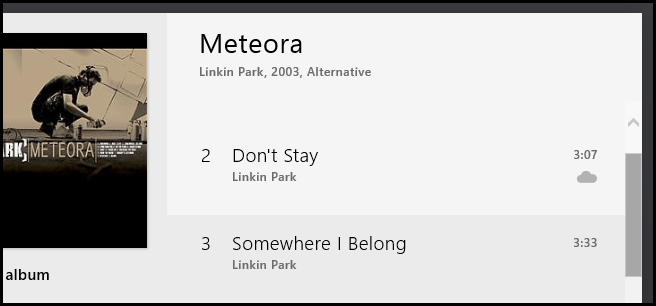 Meteora
Linkin Park, 2003, Alternative
ARK]|METEORA|
2 Don't Stay 3:07
Linkin Park
3 Somewhere I Belong 3:33
Linkin Park
album